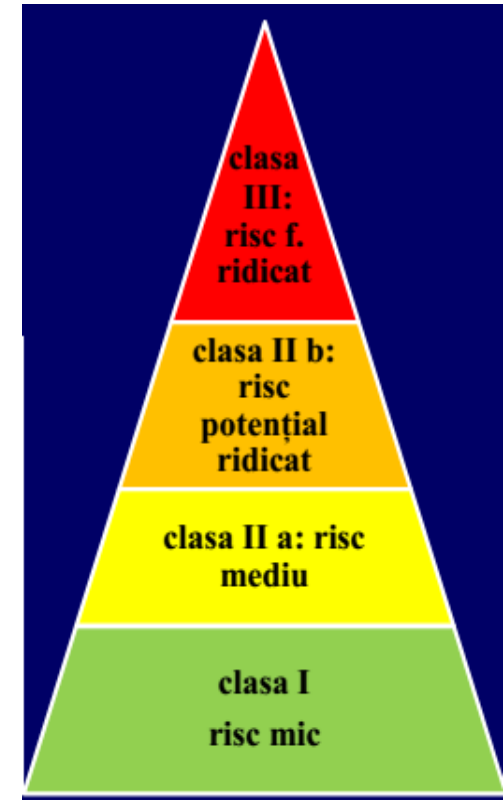 clasa
III:
risc f.
ridicat
clasa II b:
risc
potențial
ridicat
clasa II a: risc
mediu
clasa I
risc mic